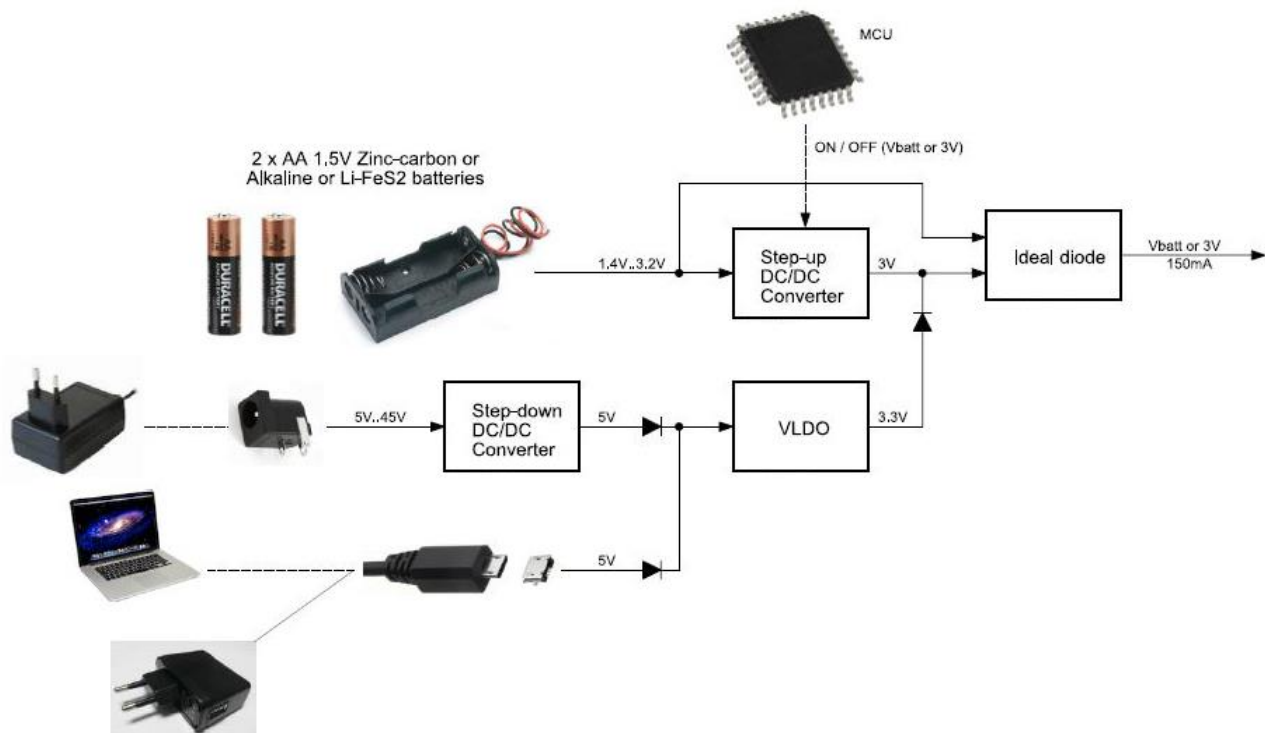 MCU
ON / OFF (Vbatt or 3V)
2 x AA 1,5V Zinc-carbon or
Alkaline or Li-FeS2 batteries
DURACELL
DURACELL
1.4V..3.2V
Step-up
DC/DC
Converter
3V
Ideal diode
Vbatt or 3V
150mA
5V..45V
Step-down
DC/DC
Converter
5V
VLDO
3.3V
5V